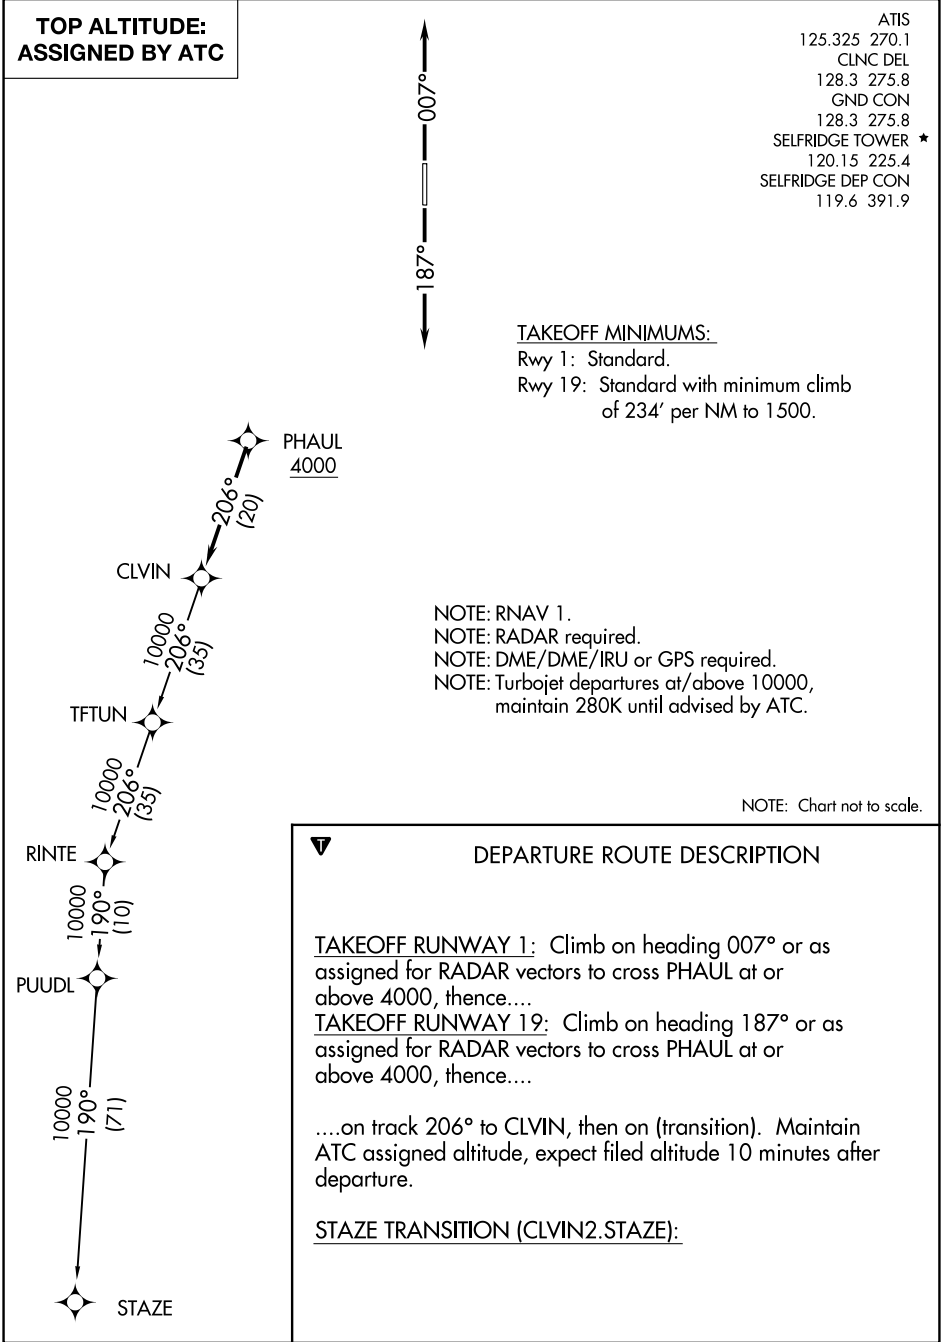 TOP ALTITUDE:
ASSIGNED BY ATC
007°
187°
ATIS
125.325 270.1
CLNC DEL
128.3 275.8
GND CON
128.3 275.8
SELFRIDGE TOWER ★
120.15 225.4
SELFRIDGE DEP CON
119.6 391.9
TAKEOFF MINIMUMS:
Rwy 1: Standard.
Rwy 19: Standard with minimum climb
of 234' per NM to 1500.
PHAUL
4000
206°
(20)
CLVIN
10000
206°
(35)
TFTUN
10000
206°
(35)
RINTE
10000
190°
(10)
PUUDL
10000
190°
(71)
STAZE
NOTE: RNAV 1.
NOTE: RADAR required.
NOTE: DME/DME/IRU or GPS required.
NOTE: Turbojet departures at/above 10000,
maintain 280K until advised by ATC.
NOTE: Chart not to scale.
T
DEPARTURE ROUTE DESCRIPTION
TAKEOFF RUNWAY 1: Climb on heading 007° or as
assigned for RADAR vectors to cross PHAUL at or
above 4000, thence....
TAKEOFF RUNWAY 19: Climb on heading 187° or as
assigned for RADAR vectors to cross PHAUL at or
above 4000, thence....
....on track 206° to CLVIN, then on (transition). Maintain
ATC assigned altitude, expect filed altitude 10 minutes after
departure.
STAZE TRANSITION (CLVIN2.STAZE):